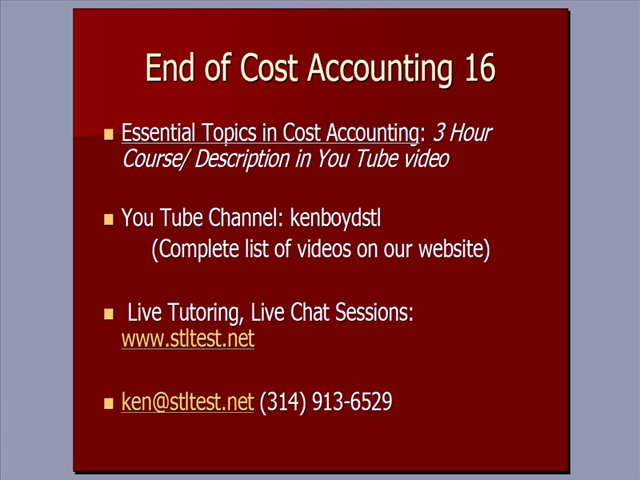 End of Cost Accounting 16
Essential Topics in Cost Accounting: 3 Hour
Course/ Description in You Tube video
You Tube Channel: kenboydstl
(Complete list of videos on our website)
Live Tutoring, Live Chat Sessions:
www.stltest.net
ken@stltest.net (314) 913-6529